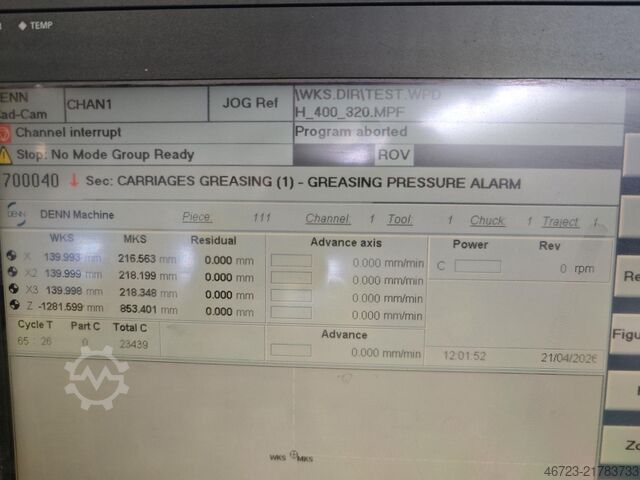 TEMP
DENN
Cad-Cam
CHAN1
JOG Ref
\WKS.DIR\TEST.WPD
H_400_320.MPF
Channel interrupt
Program aborted
Stop: No Mode Group Ready
ROV
700040 Sec: CARRIAGES GREASING (1) - GREASING PRESSURE ALARM
DENN
DENN Machine
Piece: 111 Channel: 1 Tool: 1 Chuck: 1 Traject 1
WKS MKS Residual Advance axis Power Rev
X 139.993 mm 216.563 mm 0.000 mm 0.000 mm/min C 0 rpm
X2 139.999 mm 218.199 mm 0.000 mm 0.000 mm/min
X3 139.998 mm 218.348 mm 0.000 mm 0.000 mm/min
Z -1281.599 mm 853.401 mm 0.000 mm 0.000 mm/min
Cycle T Part C Total C Advance
65 : 26 0 23439 0.000 mm/min 12:01:52 21/04/2026
Re
Figu
Zo
WKS MKS
46723-21783733